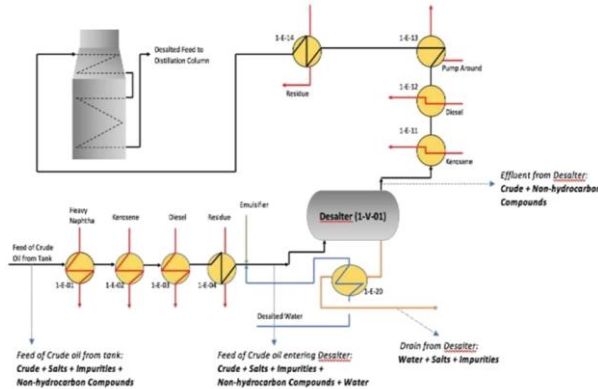 1-E-14
1-E-13
Desalted Feed to
Distillation Column
Pump Around
Residue
1-E-12
Diesel
1-E-11
Kerosene
Effluent from Desalter:
Crude + Non-hydrocarbon
Compounds
Heavy
Naphtha
Kerosene
Diesel
Residue
Emulsifier
Desalter (1-V-01)
Feed of Crude
Oil from Tank
1-E-01
1-E-02
1-E-03
1-E-04
1-E-20
Desalted Water
Feed of Crude oil from tank:
Crude + Salts + Impurities +
Non-hydrocarbon Compounds
Feed of Crude oil entering Desalter:
Crude + Salts + Impurities +
Non-hydrocarbon Compounds + Water
Drain from Desalter:
Water + Salts + Impurities